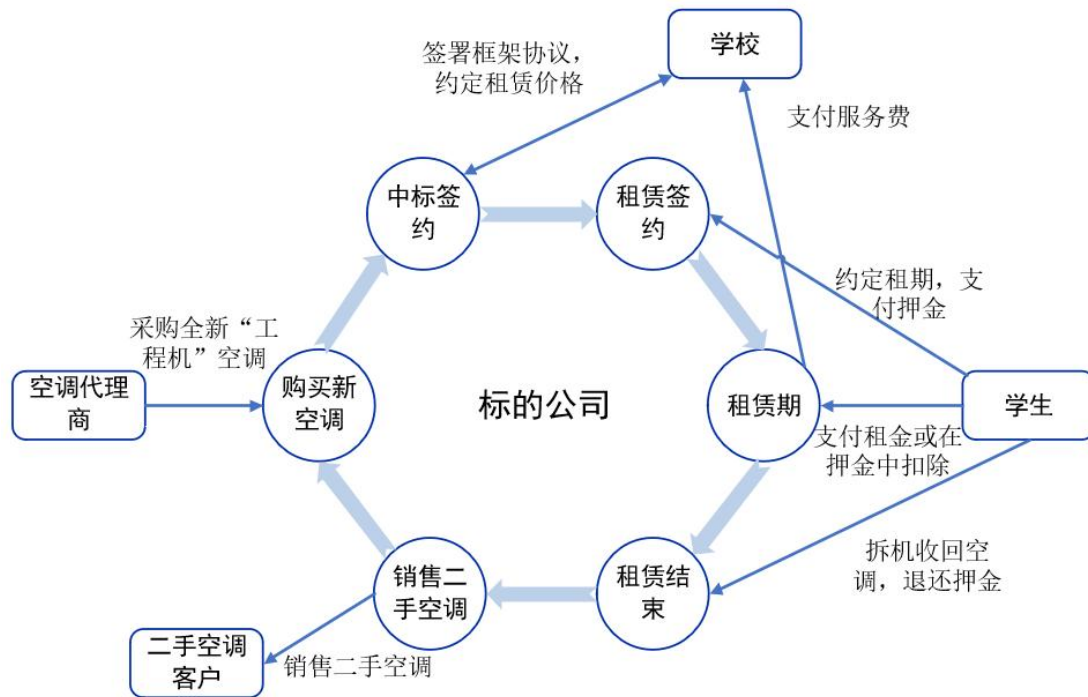 学校
签署框架协议，
约定租赁价格
支付服务费
中标签
约
租赁签
约
约定租期，支
付押金
采购全新“工
程机”空调
空调代理
商
购买新
空调
标的公司
租赁期
学生
支付租金或在
押金中扣除
拆机收回空
调，退还押金
销售二
手空调
租赁结
束
二手空调
客户
销售二手空调